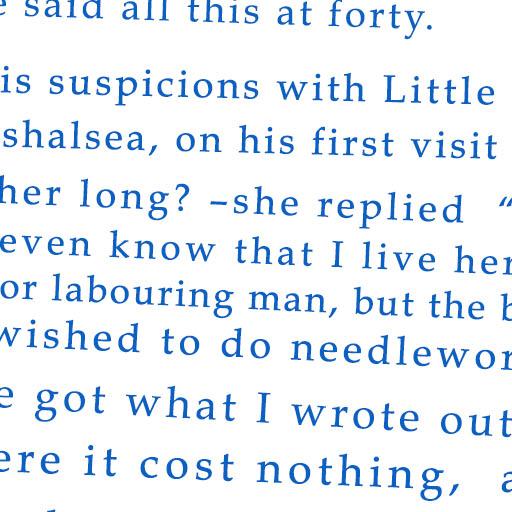 said all this at forty.
is suspicions with Little
shalsea, on his first visit
her long? –she replied “
even know that I live her
or labouring man, but the b
wished to do needlewor
e got what I wrote out
ere it cost nothing, a